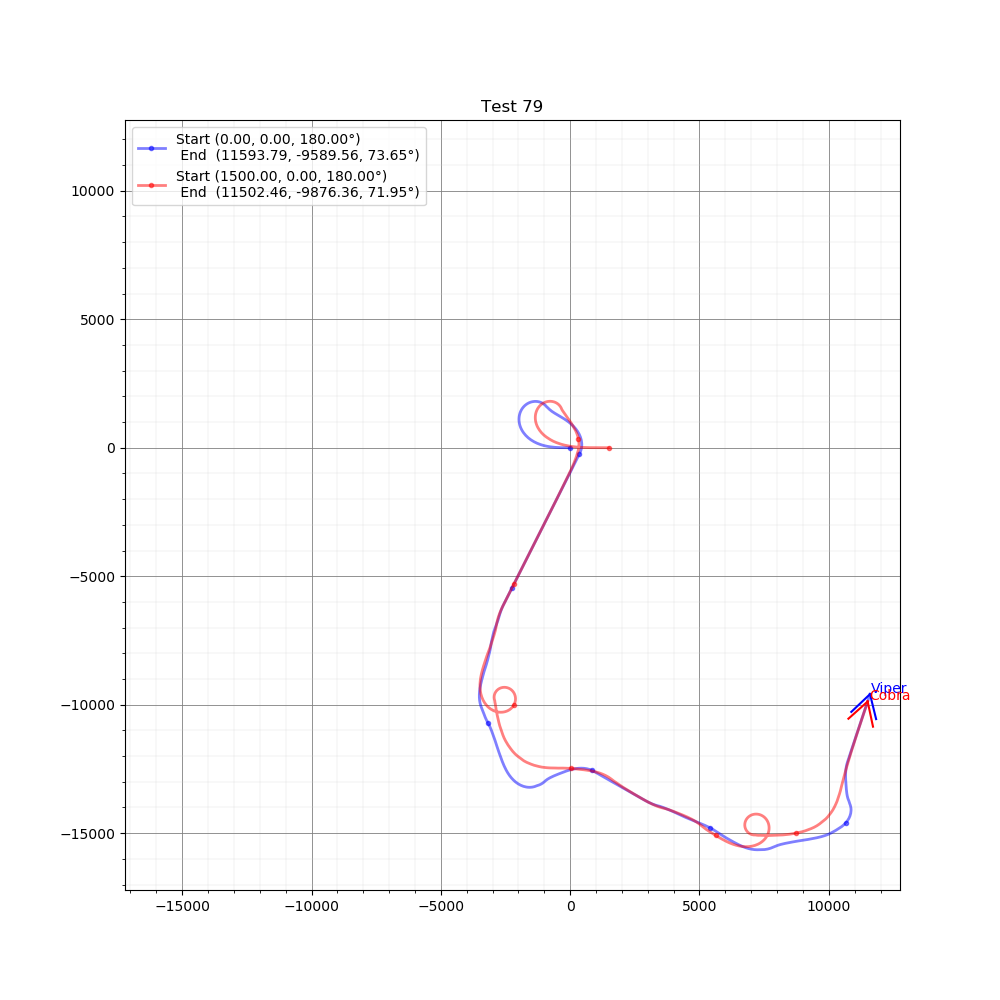 Test 79
Start (0.00, 0.00, 180.00°)
End (11593.79, -9589.56, 73.65°)
Start (1500.00, 0.00, 180.00°)
End (11502.46, -9876.36, 71.95°)
10000
5000
0
−5000
−10000
−15000
Viper
Cobra
−15000 −10000 −5000 0 5000 10000